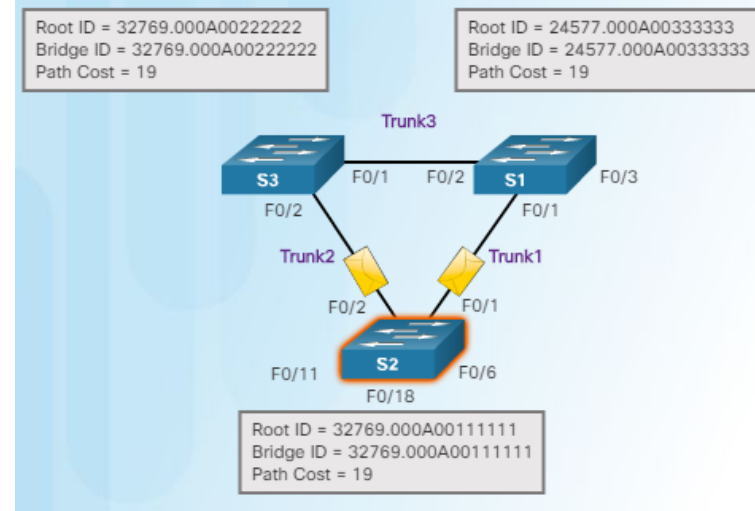 Root ID = 32769.000A00222222
Bridge ID = 32769.000A00222222
Path Cost = 19
Root ID = 24577.000A00333333
Bridge ID = 24577.000A00333333
Path Cost = 19
Trunk3
S3
F0/1
F0/2
S1
F0/3
F0/2
F0/1
Trunk2
Trunk1
F0/2
F0/1
S2
F0/11
F0/6
F0/18
Root ID = 32769.000A00111111
Bridge ID = 32769.000A00111111
Path Cost = 19